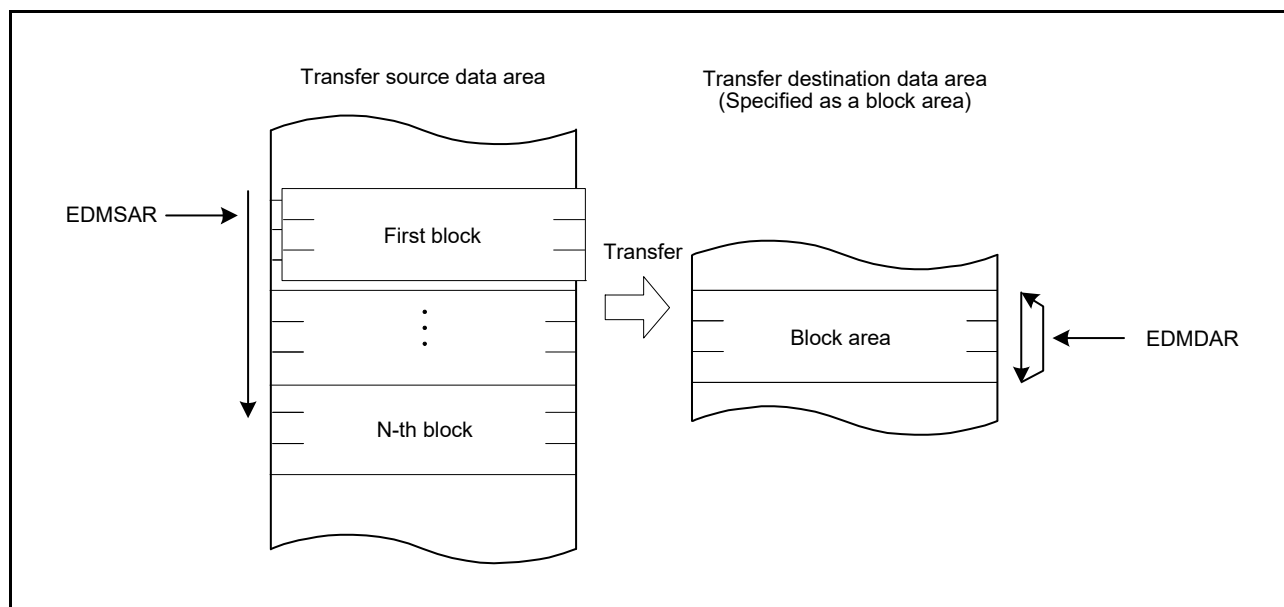 Transfer source data area
Transfer destination data area
(Specified as a block area)
EDMSAR
First block
Transfer
Block area
EDMDAR
N-th block